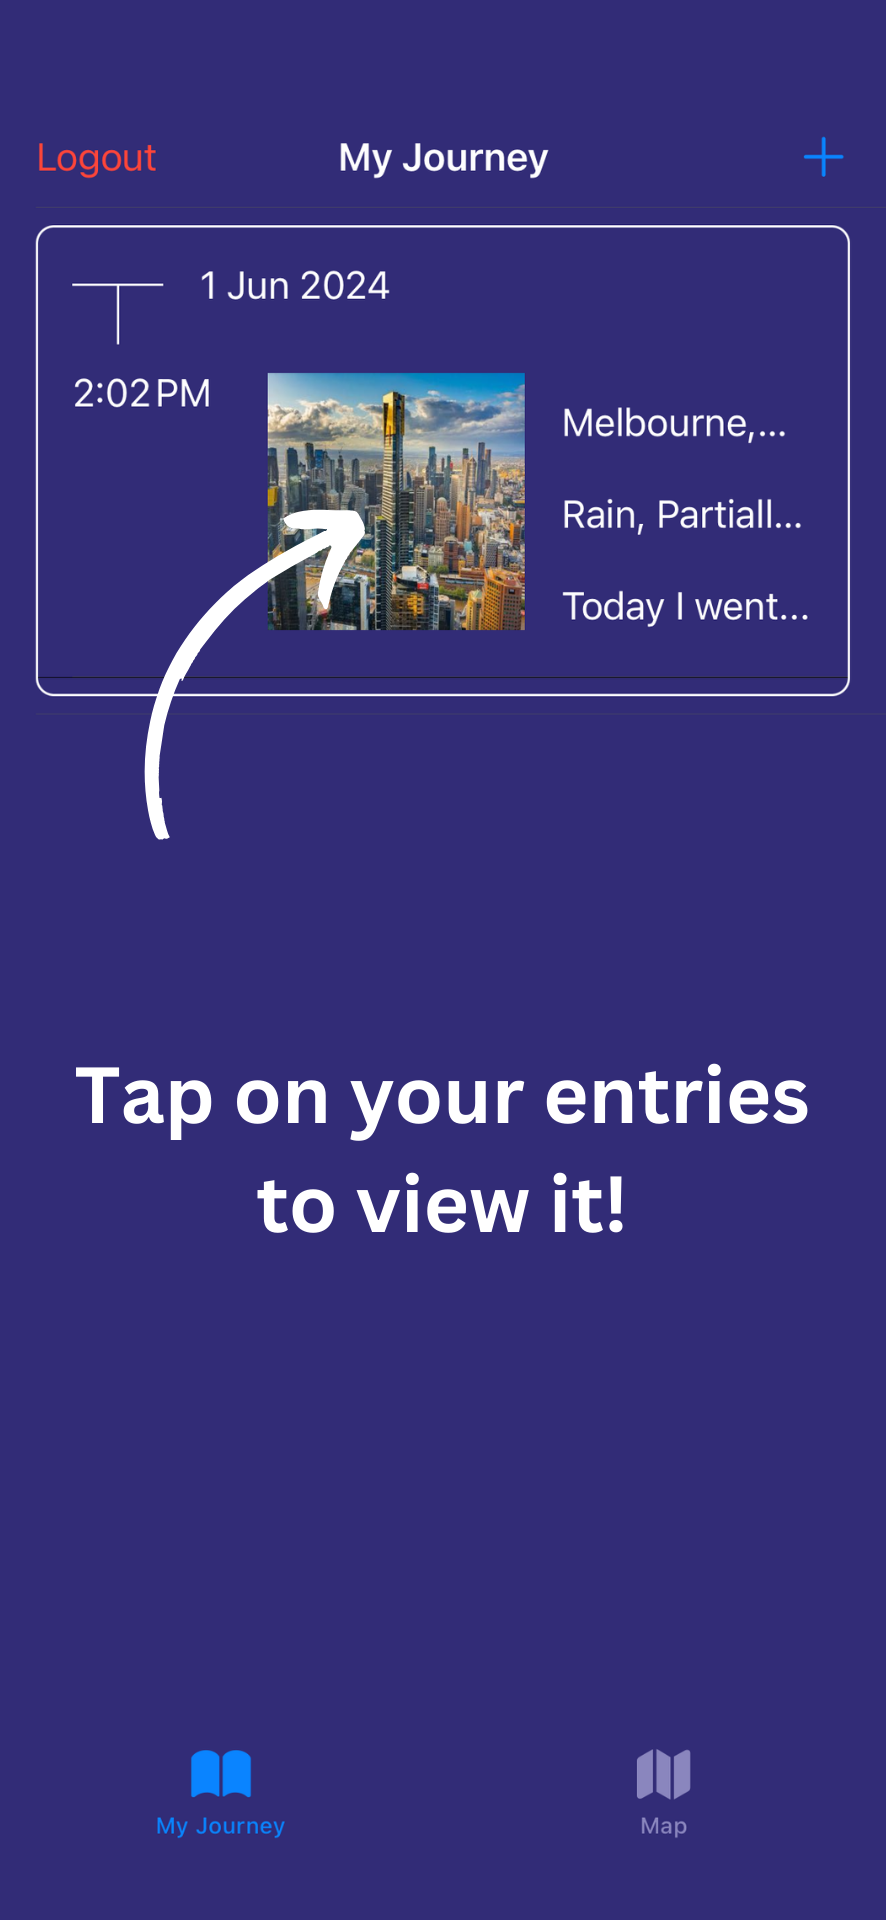 Logout
My Journey
1 Jun 2024
2:02 PM
Melbourne,...
Rain, Partiall...
Today I went...
Tap on your entries
to view it!
My Journey
Map